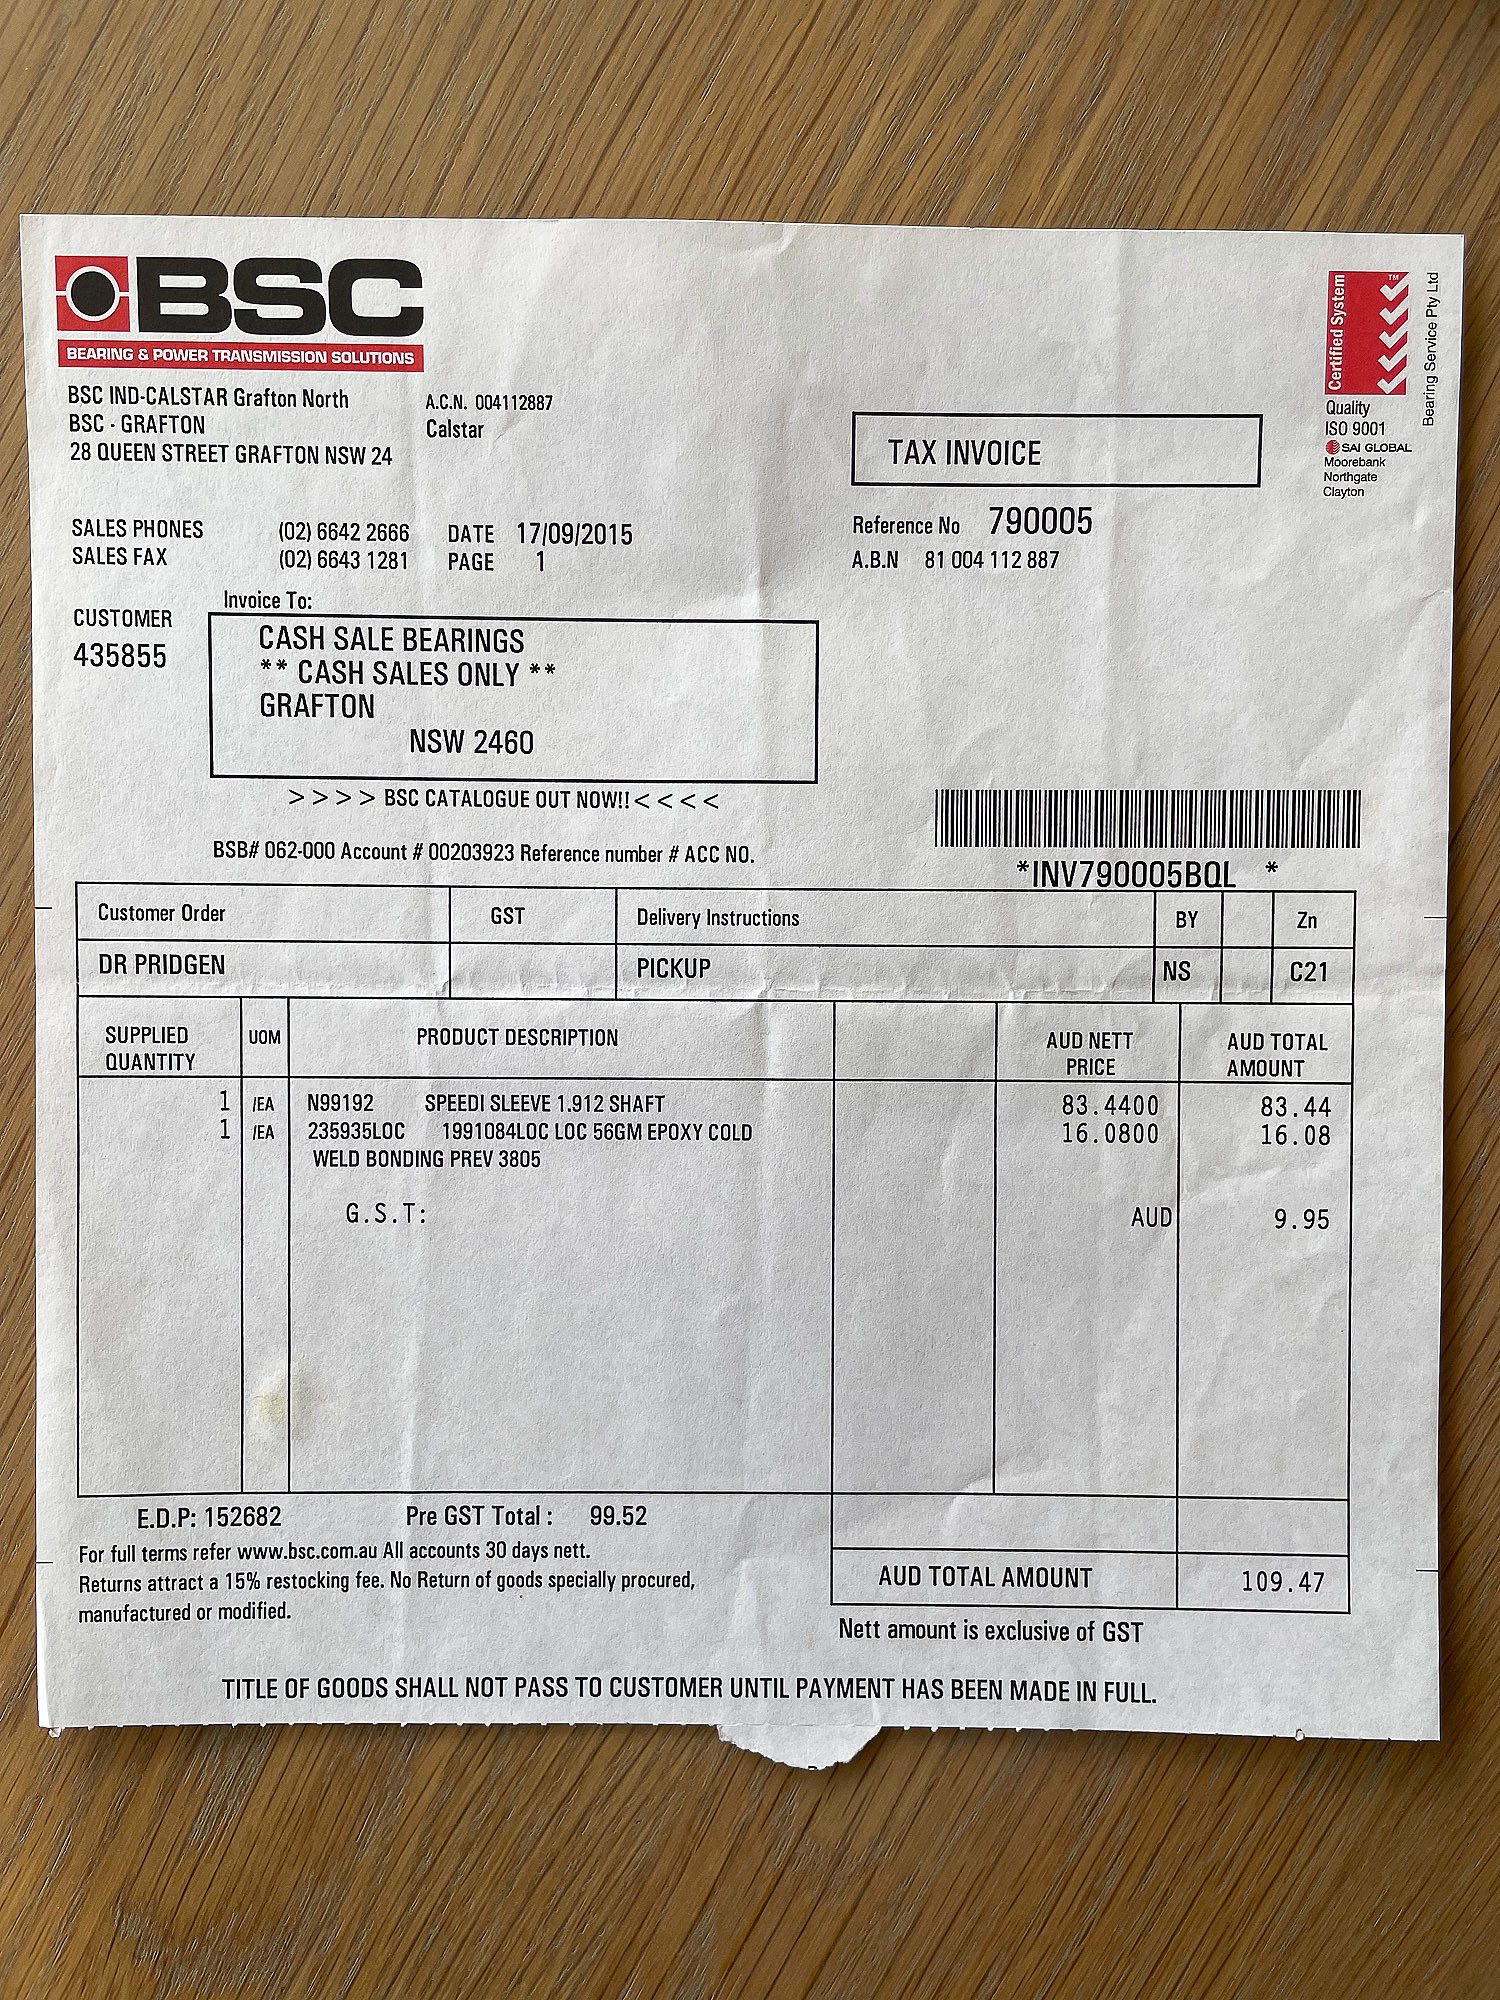 BSC
BEARING & POWER TRANSMISSION SOLUTIONS
BSC IND-CALSTAR Grafton North
BSC - GRAFTON
28 QUEEN STREET GRAFTON NSW 24
A.C.N. 004112887
Calstar
TAX INVOICE
Certified System
TM
Bearing Service Pty Ltd
Quality
ISO 9001
SAI GLOBAL
Moorebank
Northgate
Clayton
SALES PHONES (02) 6642 2666 DATE 17/09/2015
SALES FAX (02) 6643 1281 PAGE 1
Reference No 790005
A.B.N 81 004 112 887
Invoice To:
CUSTOMER
435855
CASH SALE BEARINGS
** CASH SALES ONLY **
GRAFTON
NSW 2460
>>>> BSC CATALOGUE OUT NOW!! <<<<
BSB# 062-000 Account # 00203923 Reference number # ACC NO.
*INV790005BQL *
Customer Order GST Delivery Instructions BY Zn
DR PRIDGEN PICKUP NS C21
SUPPLIED QUANTITY UOM PRODUCT DESCRIPTION AUD NETT PRICE AUD TOTAL AMOUNT
1 /EA N99192 SPEEDI SLEEVE 1.912 SHAFT 83.4400 83.44
1 /EA 235935LOC 1991084LOC LOC 56GM EPOXY COLD 16.0800 16.08
WELD BONDING PREV 3805
G.S.T: AUD 9.95
E.D.P: 152682 Pre GST Total : 99.52
For full terms refer www.bsc.com.au All accounts 30 days nett.
Returns attract a 15% restocking fee. No Return of goods specially procured,
manufactured or modified.
AUD TOTAL AMOUNT 109.47
Nett amount is exclusive of GST
TITLE OF GOODS SHALL NOT PASS TO CUSTOMER UNTIL PAYMENT HAS BEEN MADE IN FULL.